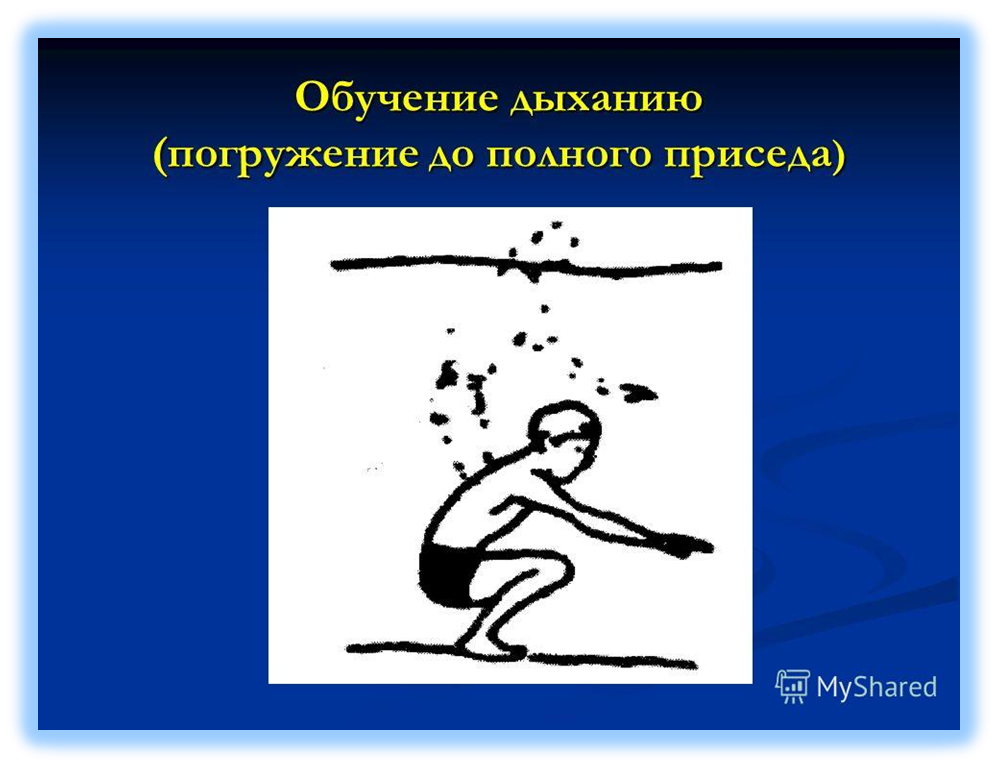 Обучение дыханию
(погружение до полного приседа)
MyShared